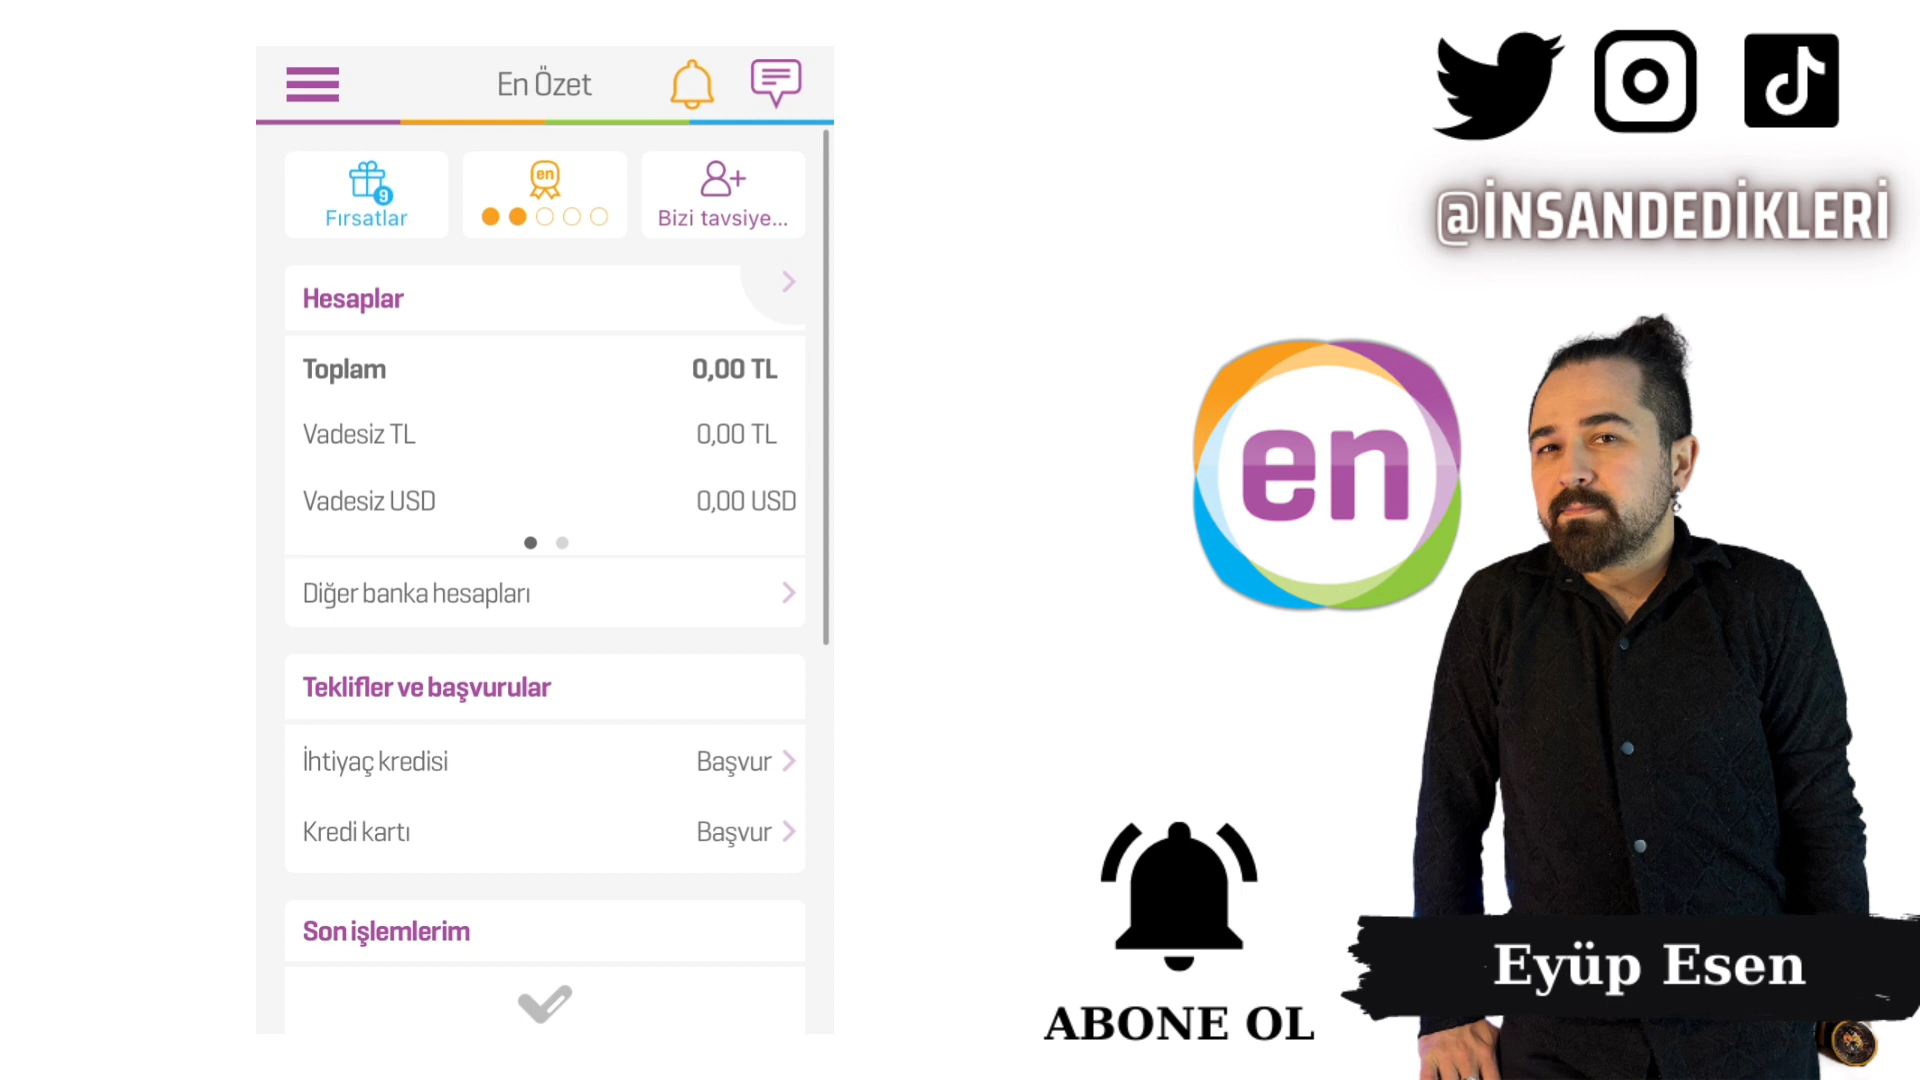 En Özet
9
Fırsatlar
en
Bizi tavsiye...
Hesaplar
Toplam 0,00 TL
Vadesiz TL 0,00 TL
Vadesiz USD 0,00 USD
Diğer banka hesapları
Teklifler ve başvurular
İhtiyaç kredisi Başvur
Kredi kartı Başvur
Son işlemlerim
@İNSANDEDİKLERİ
en
ABONE OL
Eyüp Esen